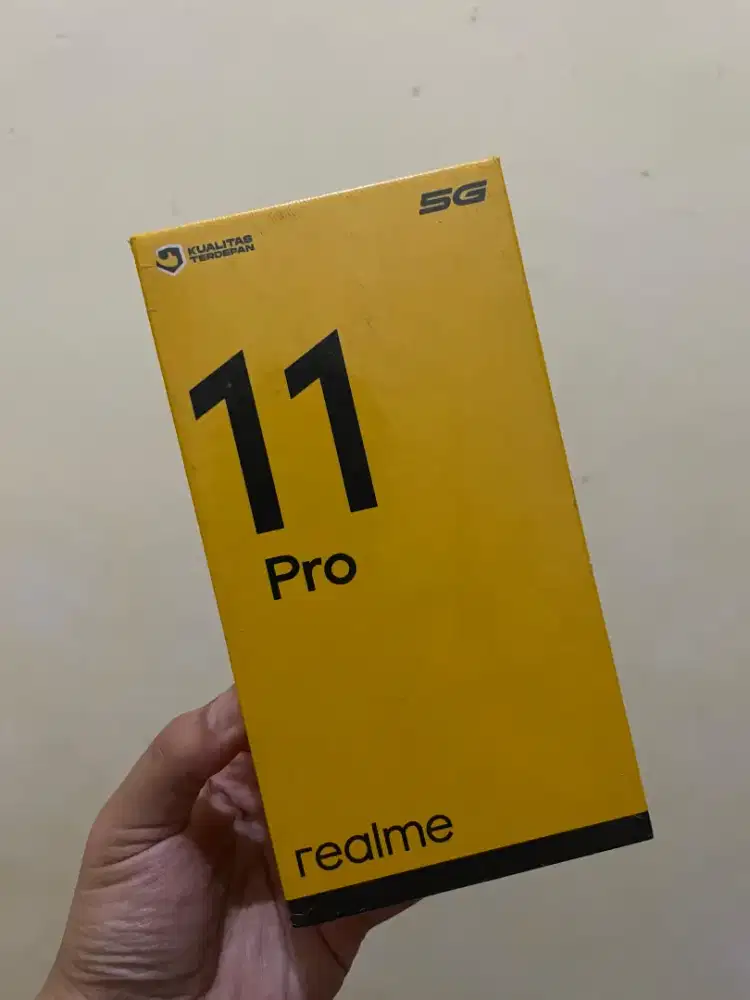 KUALITAS
TERDEPAN
5G
11
Pro
realme